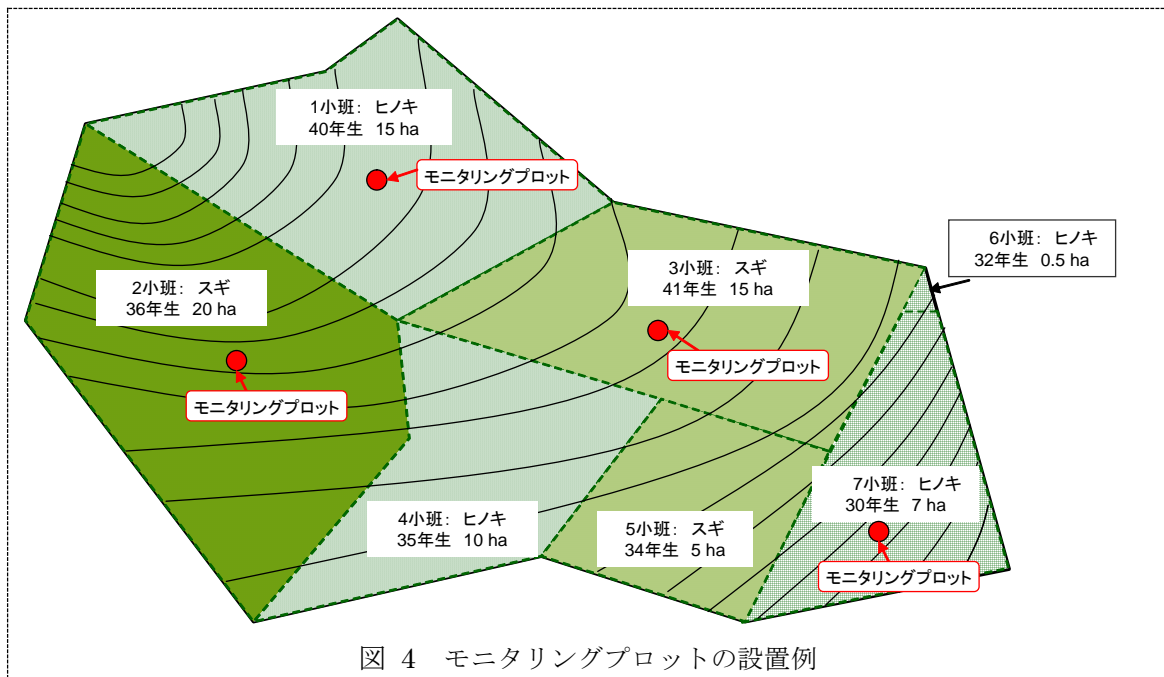 1小班: ヒノキ
40年生 15 ha
モニタリングプロット
6小班: ヒノキ
32年生 0.5 ha
3小班: スギ
41年生 15 ha
2小班: スギ
36年生 20 ha
モニタリングプロット
モニタリングプロット
7小班: ヒノキ
30年生 7 ha
4小班: ヒノキ
35年生 10 ha
5小班: スギ
34年生 5 ha
モニタリングプロット
図 4 モニタリングプロットの設置例